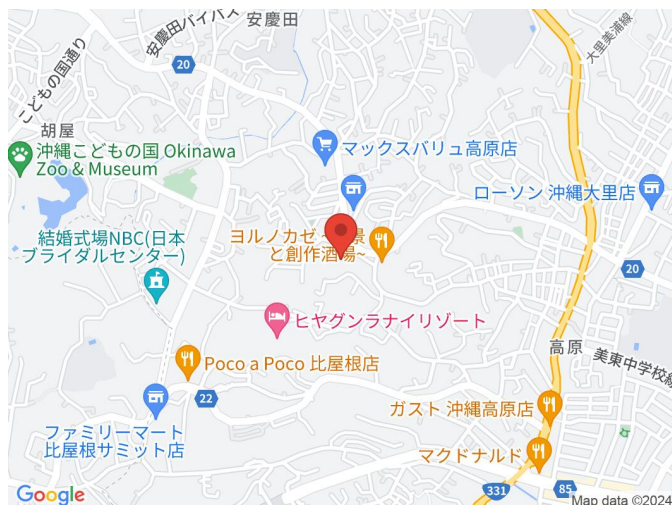 安慶田バイパス
安慶田
20
こどもの国通り
大里美浦線
胡屋
沖縄こどもの国 Okinawa
Zoo & Museum
マックスバリュ高原店
ローソン 沖縄大里店
結婚式場NBC(日本
ブライダルセンター)
ヨルノカゼ ~
景
と創作酒場~
20
ヒヤグンラナイリゾート
高原
美東中学校線
Poco a Poco 比屋根店
22
ガスト 沖縄高原店
ファミリーマート
比屋根サミット店
マクドナルド
331
85
Google
Map data ©2024